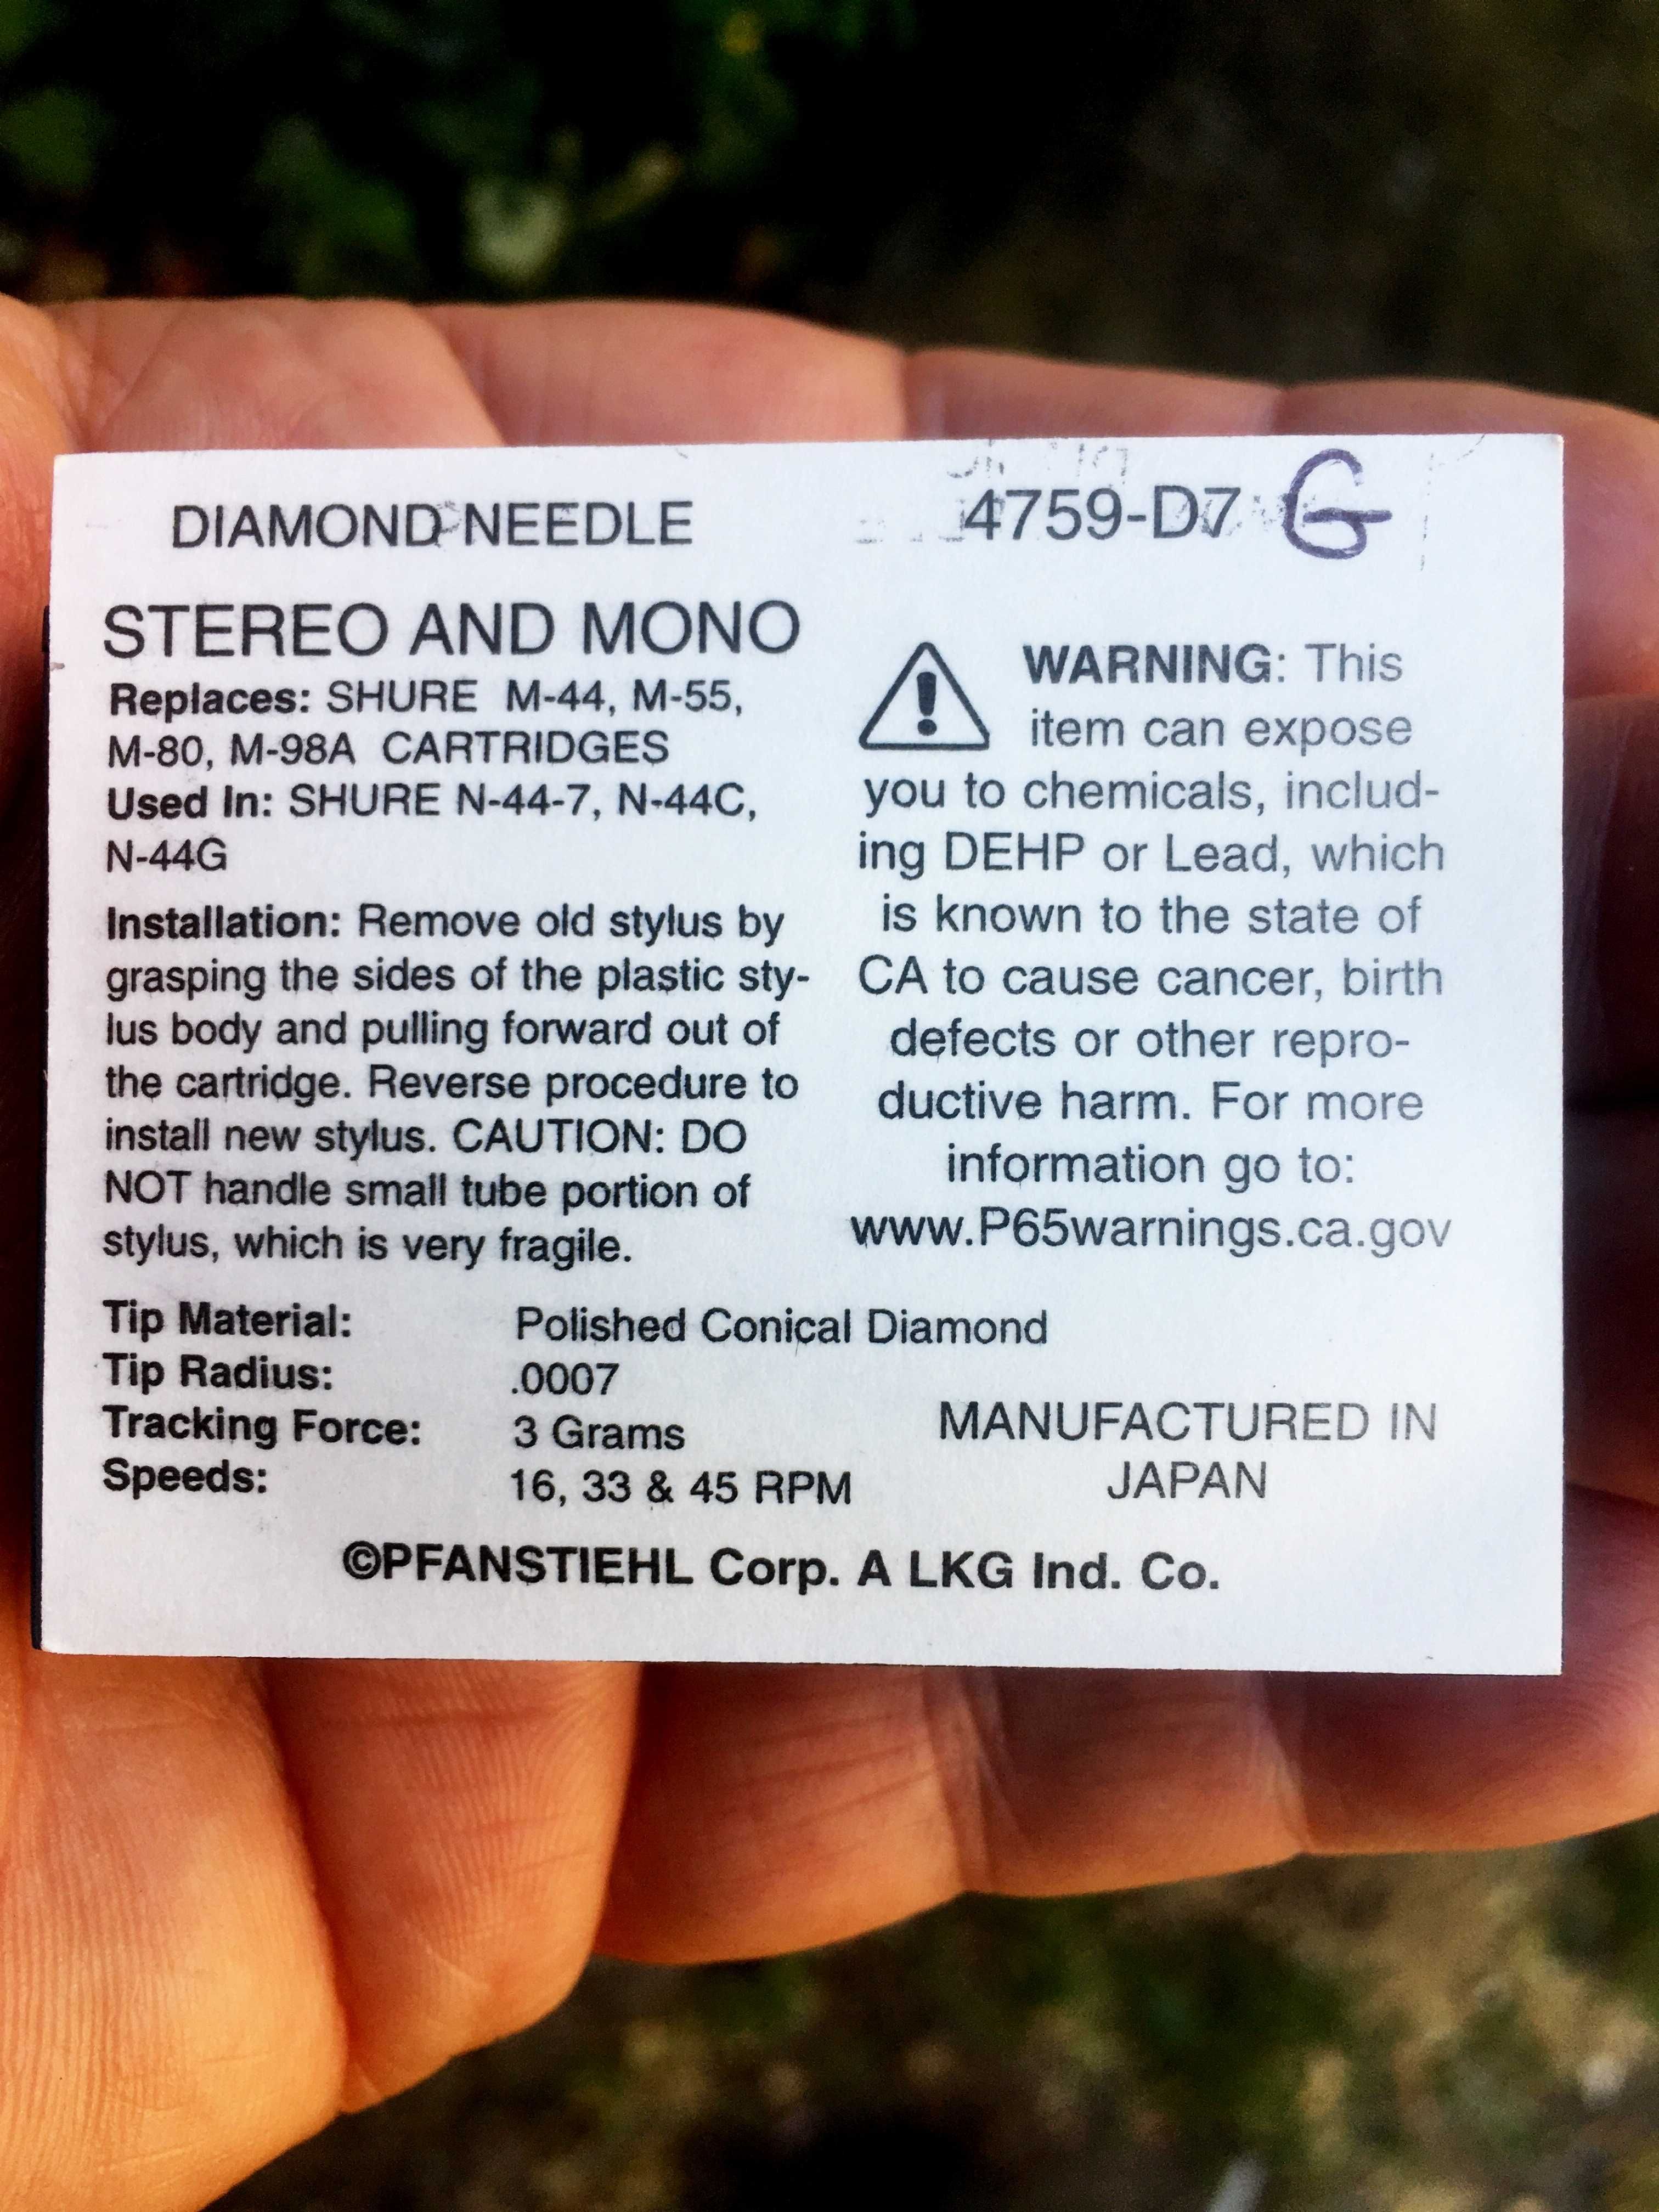 DIAMOND NEEDLE
4759-D7 G
STEREO AND MONO
Replaces: SHURE M-44, M-55,
M-80, M-98A CARTRIDGES
Used In: SHURE N-44-7, N-44C,
N-44G
Installation: Remove old stylus by
grasping the sides of the plastic sty-
lus body and pulling forward out of
the cartridge. Reverse procedure to
install new stylus. CAUTION: DO
NOT handle small tube portion of
stylus, which is very fragile.
WARNING: This
item can expose
you to chemicals, includ-
ing DEHP or Lead, which
is known to the state of
CA to cause cancer, birth
defects or other repro-
ductive harm. For more
information go to:
www.P65warnings.ca.gov
Tip Material: Polished Conical Diamond
Tip Radius: .0007
Tracking Force: 3 Grams
Speeds: 16, 33 & 45 RPM
MANUFACTURED IN
JAPAN
©PFANSTIEHL Corp. A LKG Ind. Co.